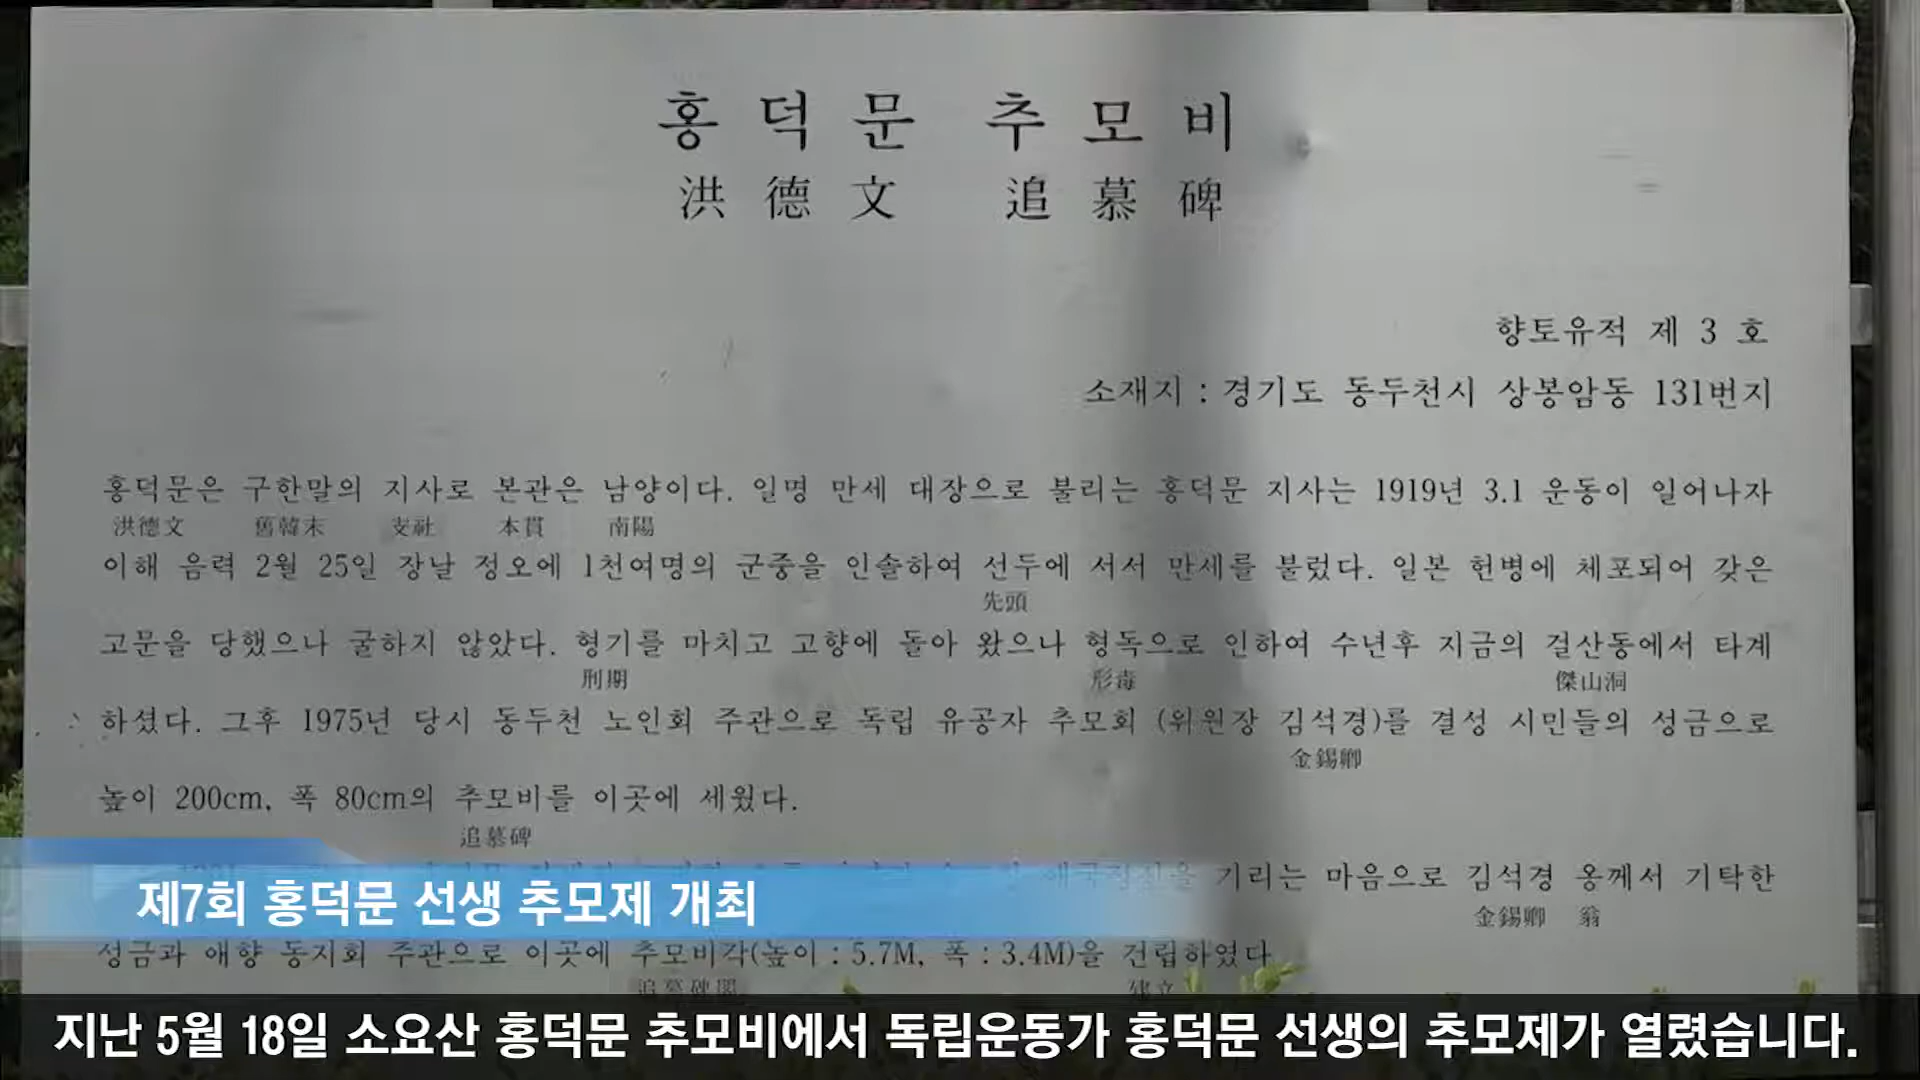 홍덕문 추모비
洪德文 追慕碑
향토유적 제 3 호
소재지 : 경기도 동두천시 상봉암동 131번지
홍덕문은 구한말의 지사로 본관은 남양이다. 일명 만세 대장으로 불리는 홍덕문 지사는 1919년 3.1 운동이 일어나자
洪德文 舊韓末 支社 本貫 南陽
이해 음력 2월 25일 장날 정오에 1천여명의 군중을 인솔하여 선두에 서서 만세를 불렀다. 일본 헌병에 체포되어 갖은
先頭
고문을 당했으나 굴하지 않았다. 형기를 마치고 고향에 돌아 왔으나 형독으로 인하여 수년후 지금의 걸산동에서 타계
刑期 形毒 傑山洞
하셨다. 그후 1975년 당시 동두천 노인회 주관으로 독립 유공자 추모회 (위원장 김석경)를 결성 시민들의 성금으로
金錫卿
높이 200cm, 폭 80cm의 추모비를 이곳에 세웠다.
追慕碑
기리는 마음으로 김석경 옹께서 기탁한
金錫卿 翁
제7회 홍덕문 선생 추모제 개최
성금과 애향 동지회 주관으로 이곳에 추모비각(높이 : 5.7M, 폭 : 3.4M)을 건립하였다
追慕碑閣 建立
지난 5월 18일 소요산 홍덕문 추모비에서 독립운동가 홍덕문 선생의 추모제가 열렸습니다.